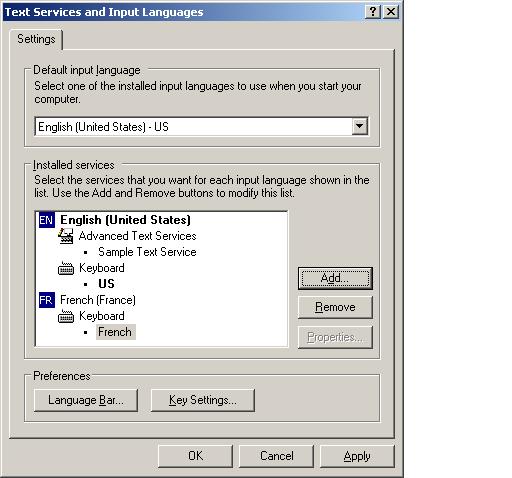 Text Services and Input Languages
Settings
Default input language
Select one of the installed input languages to use when you start your
computer.
English (United States) - US
Installed services
Select the services that you want for each input language shown in the
list. Use the Add and Remove buttons to modify this list.
EN English (United States)
Advanced Text Services
Sample Text Service
Keyboard
US
FR French (France)
Keyboard
French
Add...
Remove
Properties...
Preferences
Language Bar...
Key Settings...
OK Cancel Apply